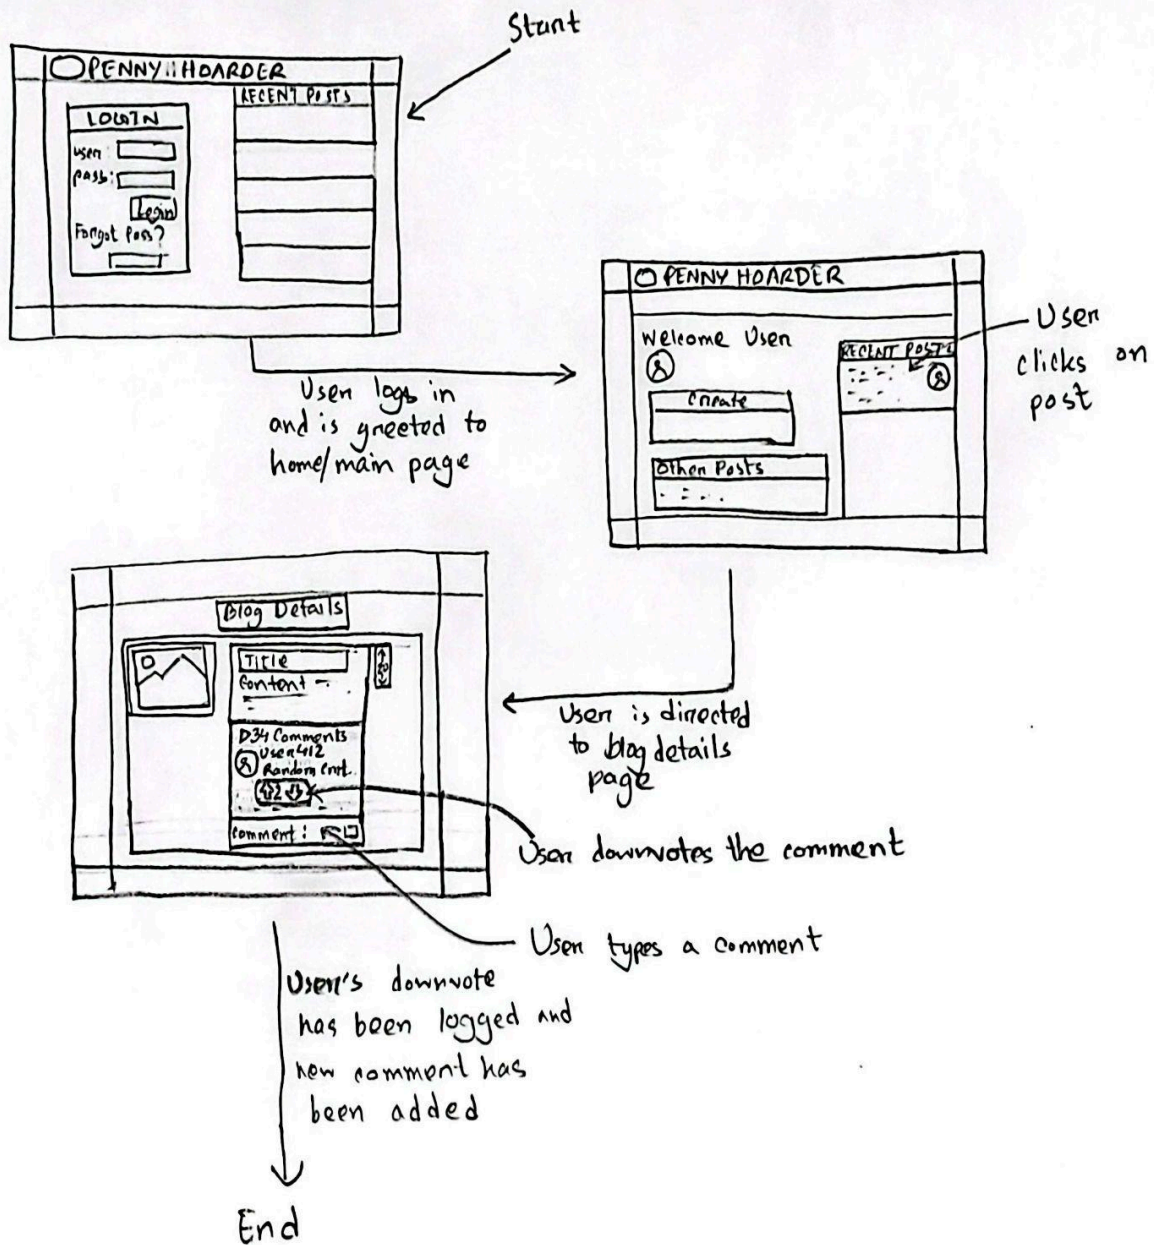 Start
PENNY HOARDER
RECENT POSTS
LOGIN
user:
pass:
Login
Forgot Pass?
User logs in
and is greeted to
home/main page
PENNY HOARDER
Welcome User
RECENT POSTS
Create
Other Posts
User
clicks on
post
User is directed
to blog details
page
Blog Details
Title
Content
34 Comments
User412
Random Cmt.
2
Comment:
User downvotes the comment
User types a comment
User's downvote
has been logged and
new comment has
been added
End